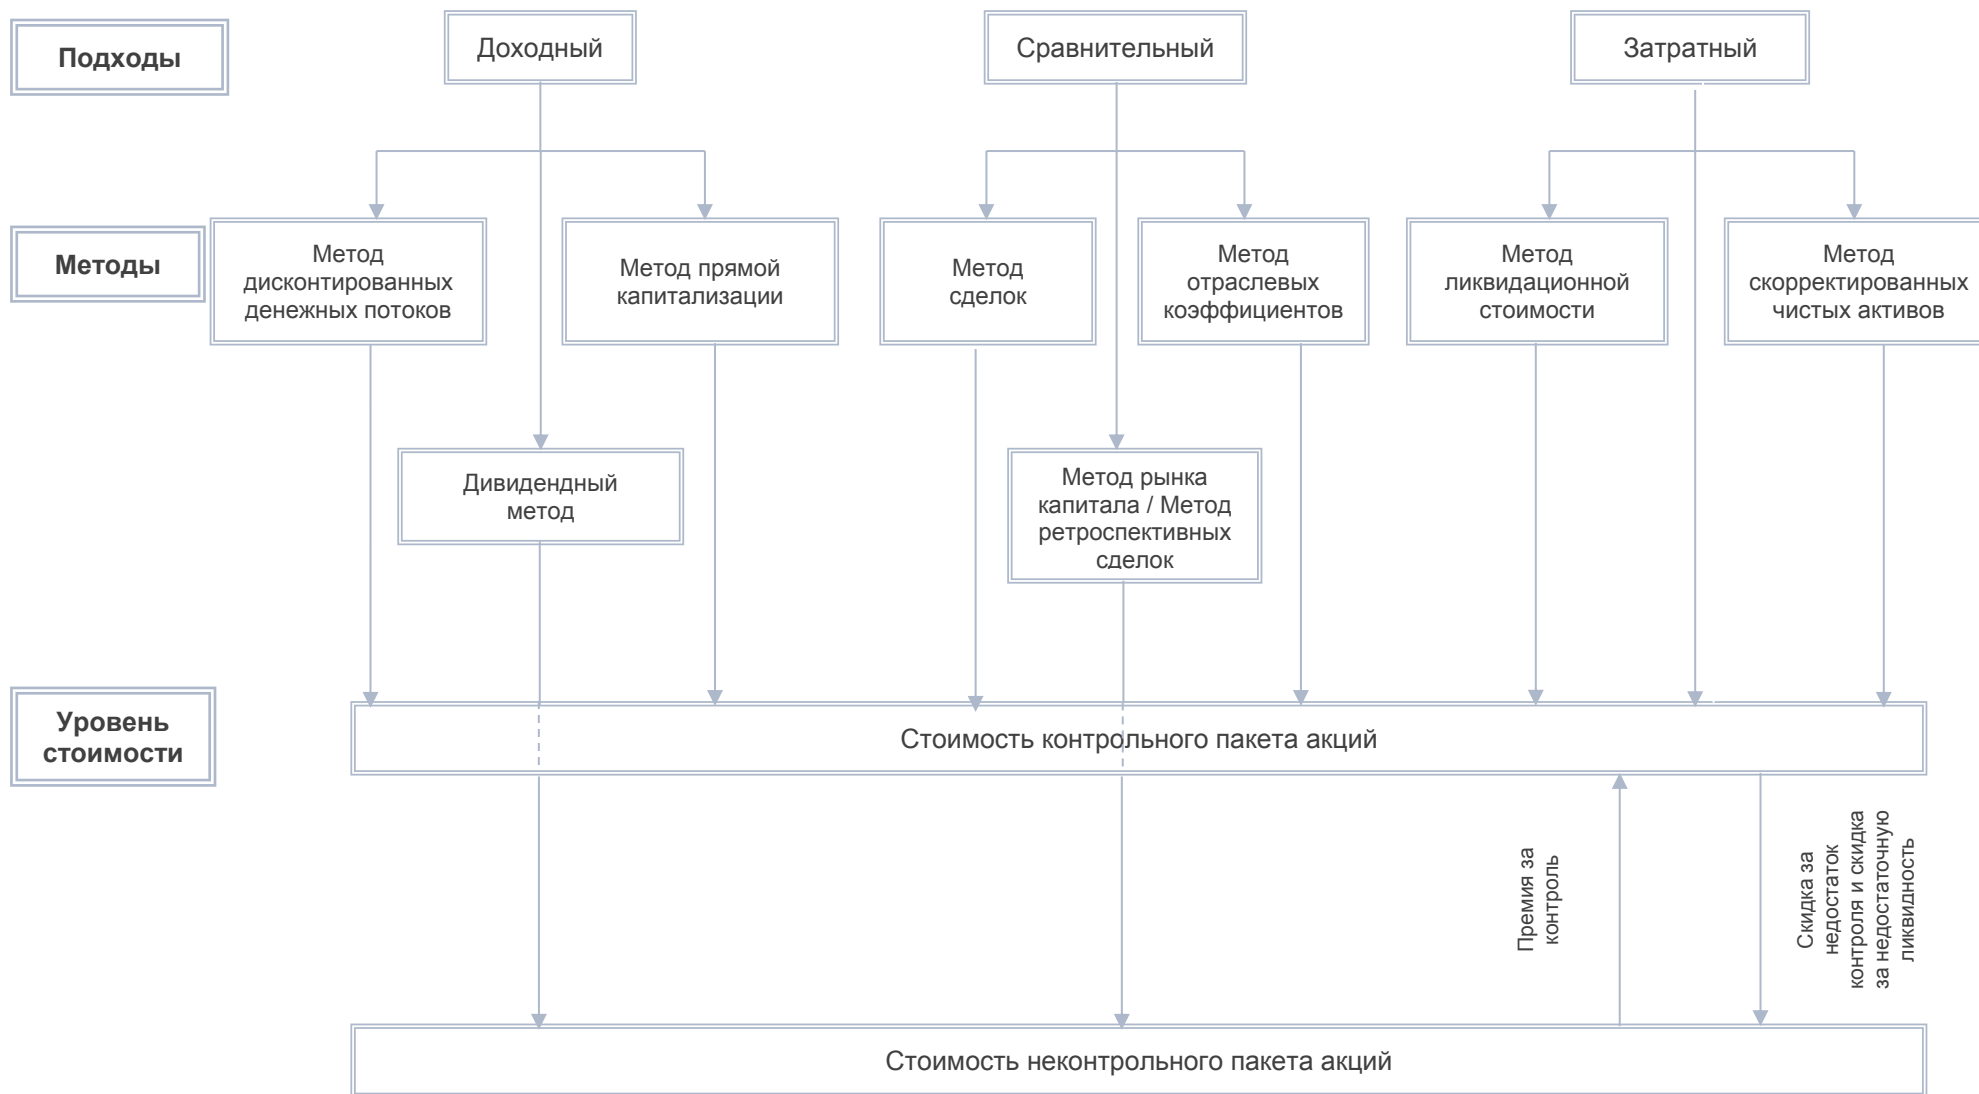 Подходы
Доходный
Сравнительный
Затратный
Методы
Метод
дисконтированных
денежных потоков
Метод прямой
капитализации
Метод
сделок
Метод
отраслевых
коэффициентов
Метод
ликвидационной
стоимости
Метод
скорректированных
чистых активов
Дивидендный
метод
Метод рынка
капитала / Метод
ретроспективных
сделок
Уровень
стоимости
Стоимость контрольного пакета акций
Премия за
контроль
Скидка за
недостаток
контроля и скидка
за недостаточную
ликвидность
Стоимость неконтрольного пакета акций